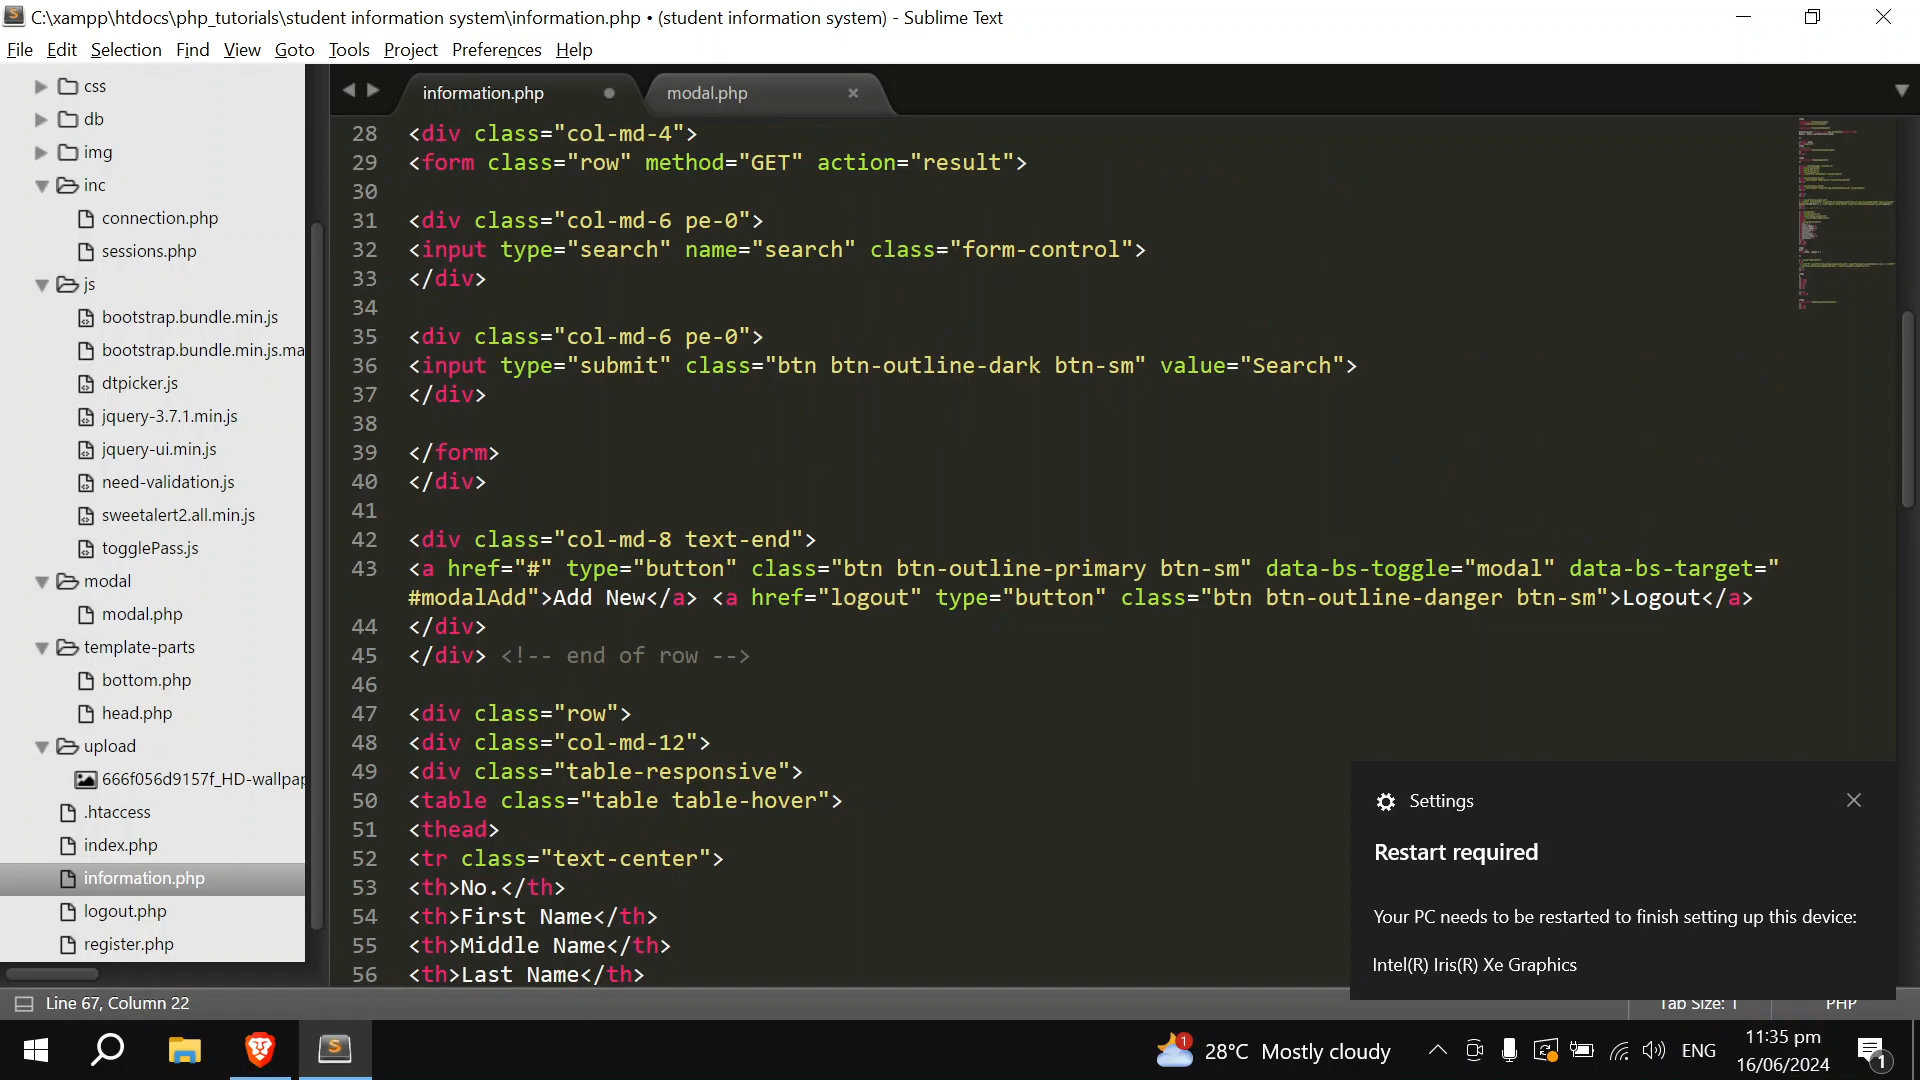 C:\xampp\htdocs\php_tutorials\student information system\information.php • (student information system) - Sublime Text
File Edit Selection Find View Goto Tools Project Preferences Help
css
db
img
inc
connection.php
sessions.php
js
bootstrap.bundle.min.js
bootstrap.bundle.min.js.ma
dtpicker.js
jquery-3.7.1.min.js
jquery-ui.min.js
need-validation.js
sweetalert2.all.min.js
togglePass.js
modal
modal.php
template-parts
bottom.php
head.php
upload
666f056d9157f_HD-wallpap
.htaccess
index.php
information.php
logout.php
register.php
information.php
modal.php
28 <div class="col-md-4">
29 <form class="row" method="GET" action="result">
30
31 <div class="col-md-6 pe-0">
32 <input type="search" name="search" class="form-control">
33 </div>
34
35 <div class="col-md-6 pe-0">
36 <input type="submit" class="btn btn-outline-dark btn-sm" value="Search">
37 </div>
38
39 </form>
40 </div>
41
42 <div class="col-md-8 text-end">
43 <a href="#" type="button" class="btn btn-outline-primary btn-sm" data-bs-toggle="modal" data-bs-target="
#modalAdd">Add New</a> <a href="logout" type="button" class="btn btn-outline-danger btn-sm">Logout</a>
44 </div>
45 </div> <!-- end of row -->
46
47 <div class="row">
48 <div class="col-md-12">
49 <div class="table-responsive">
50 <table class="table table-hover">
51 <thead>
52 <tr class="text-center">
53 <th>No.</th>
54 <th>First Name</th>
55 <th>Middle Name</th>
56 <th>Last Name</th>
Settings
Restart required
Your PC needs to be restarted to finish setting up this device:
Intel(R) Iris(R) Xe Graphics
Line 67, Column 22
Tab Size: 1
PHP
1
28°C Mostly cloudy
ENG
11:35 pm
16/06/2024
1